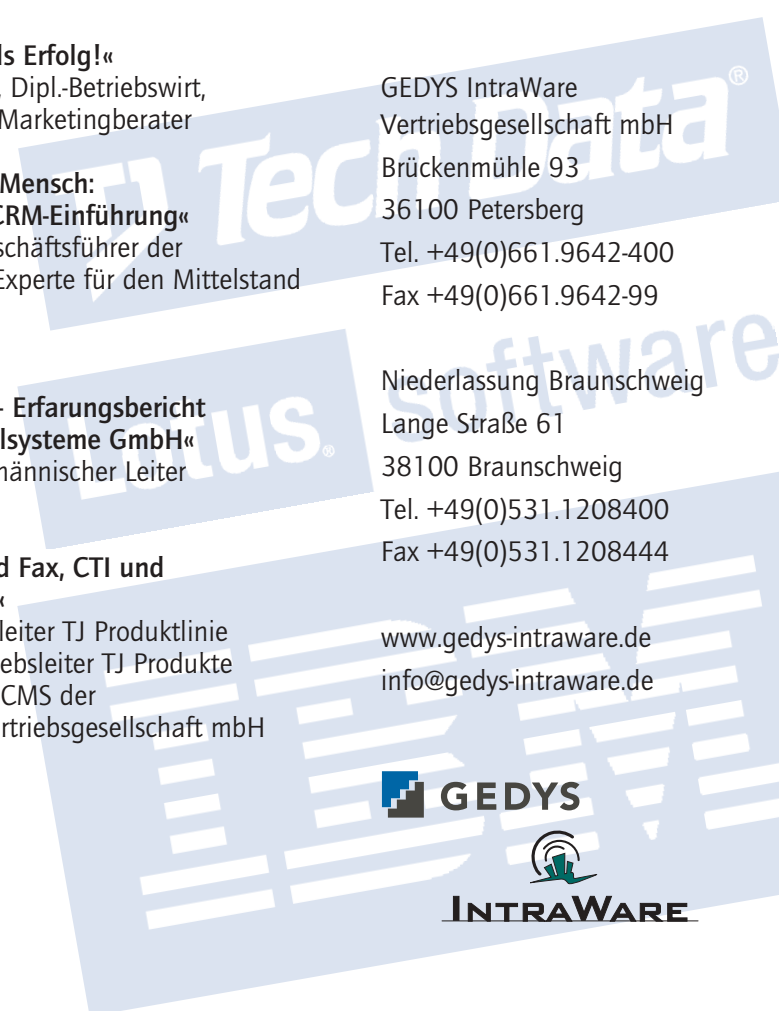 ls Erfolg!«
, Dipl.-Betriebswirt,
Marketingberater
Mensch:
CRM-Einführung«
schäftsführer der
Experte für den Mittelstand
- Erfarungsbericht
lsysteme GmbH«
männischer Leiter
d Fax, CTI und
«
leiter TJ Produktlinie
ebsleiter TJ Produkte
CMS der
rtriebsgesellschaft mbH
GEDYS IntraWare
Vertriebsgesellschaft mbH
Brückenmühle 93
36100 Petersberg
Tel. +49(0)661.9642-400
Fax +49(0)661.9642-99
Niederlassung Braunschweig
Lange Straße 61
38100 Braunschweig
Tel. +49(0)531.1208400
Fax +49(0)531.1208444
www.gedys-intraware.de
info@gedys-intraware.de
GEDYS
INTRAWARE
Tech Data®
Lotus® software
IBM